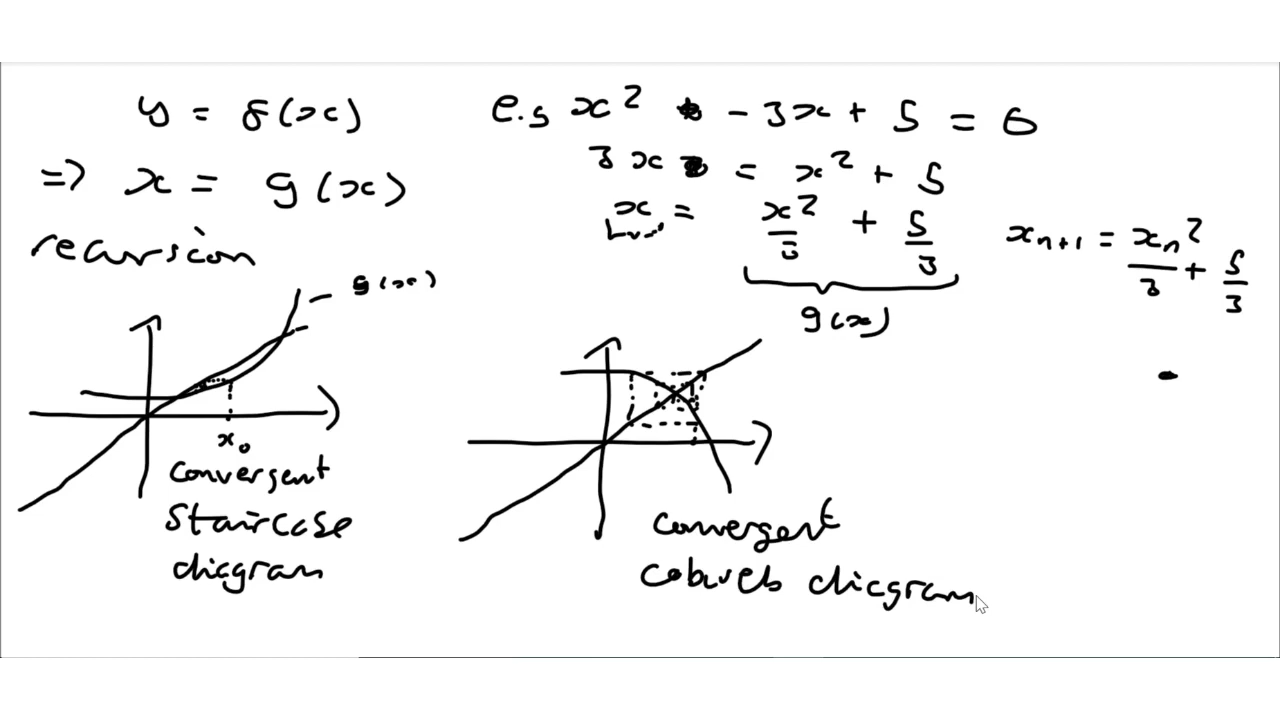 y = f(x)
=> x = g(x)
recursion
e.g x² - 3x + 5 = 0
3x = x² + 5
x = x²/3 + 5/3
g(x)
xₙ₊₁ = xₙ²/3 + 5/3
g(x)
x₀
convergent
staircase
diagram
convergent
cobweb diagram